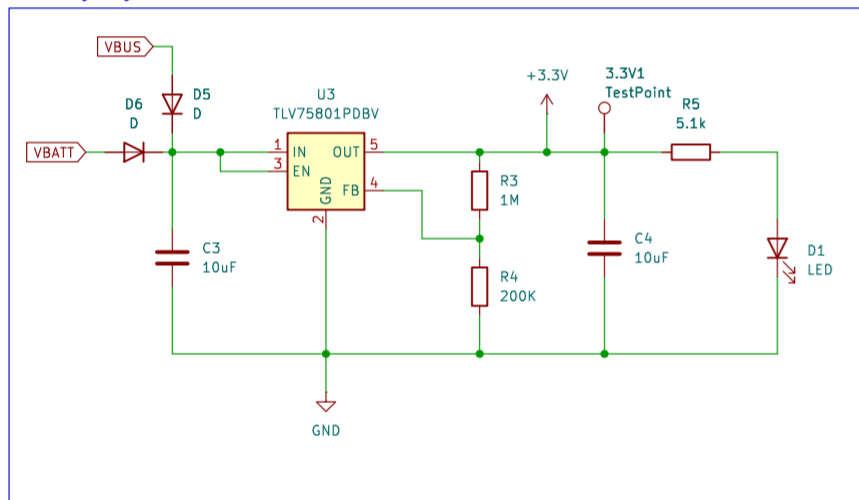 VBUS
D5
D
D6
D
VBATT
U3
TLV75801PDBV
1
IN
OUT
5
3
EN
4
FB
GND
2
+3.3V
3.3V1
TestPoint
R5
5.1k
R3
1M
R4
200K
C3
10uF
C4
10uF
D1
LED
GND